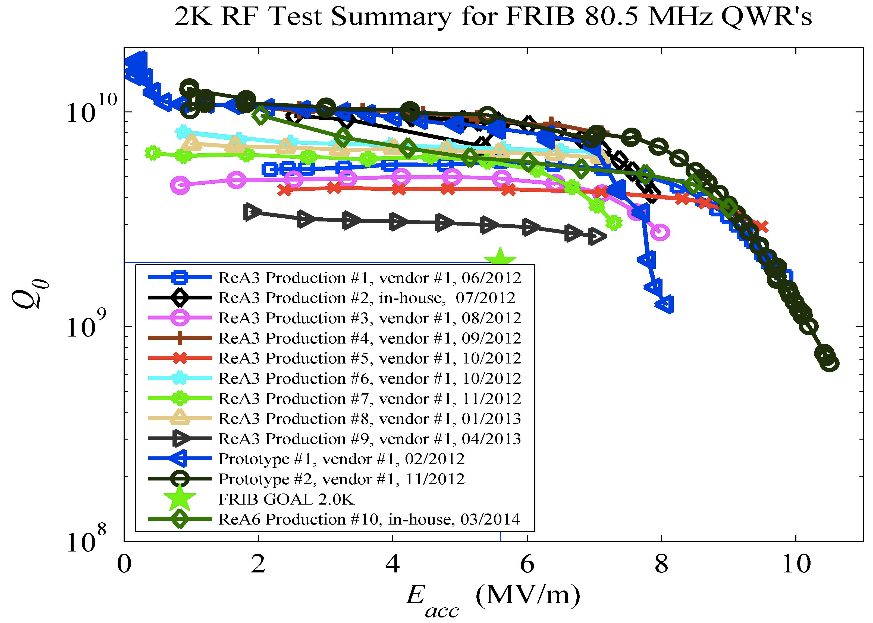 2K RF Test Summary for FRIB 80.5 MHz QWR's
10^10
10^9
10^8
Q_0
ReA3 Production #1, vendor #1, 06/2012
ReA3 Production #2, in-house, 07/2012
ReA3 Production #3, vendor #1, 08/2012
ReA3 Production #4, vendor #1, 09/2012
ReA3 Production #5, vendor #1, 10/2012
ReA3 Production #6, vendor #1, 10/2012
ReA3 Production #7, vendor #1, 11/2012
ReA3 Production #8, vendor #1, 01/2013
ReA3 Production #9, vendor #1, 04/2013
Prototype #1, vendor #1, 02/2012
Prototype #2, vendor #1, 11/2012
FRIB GOAL 2.0K
ReA6 Production #10, in-house, 03/2014
0 2 4 6 8 10
E_acc (MV/m)